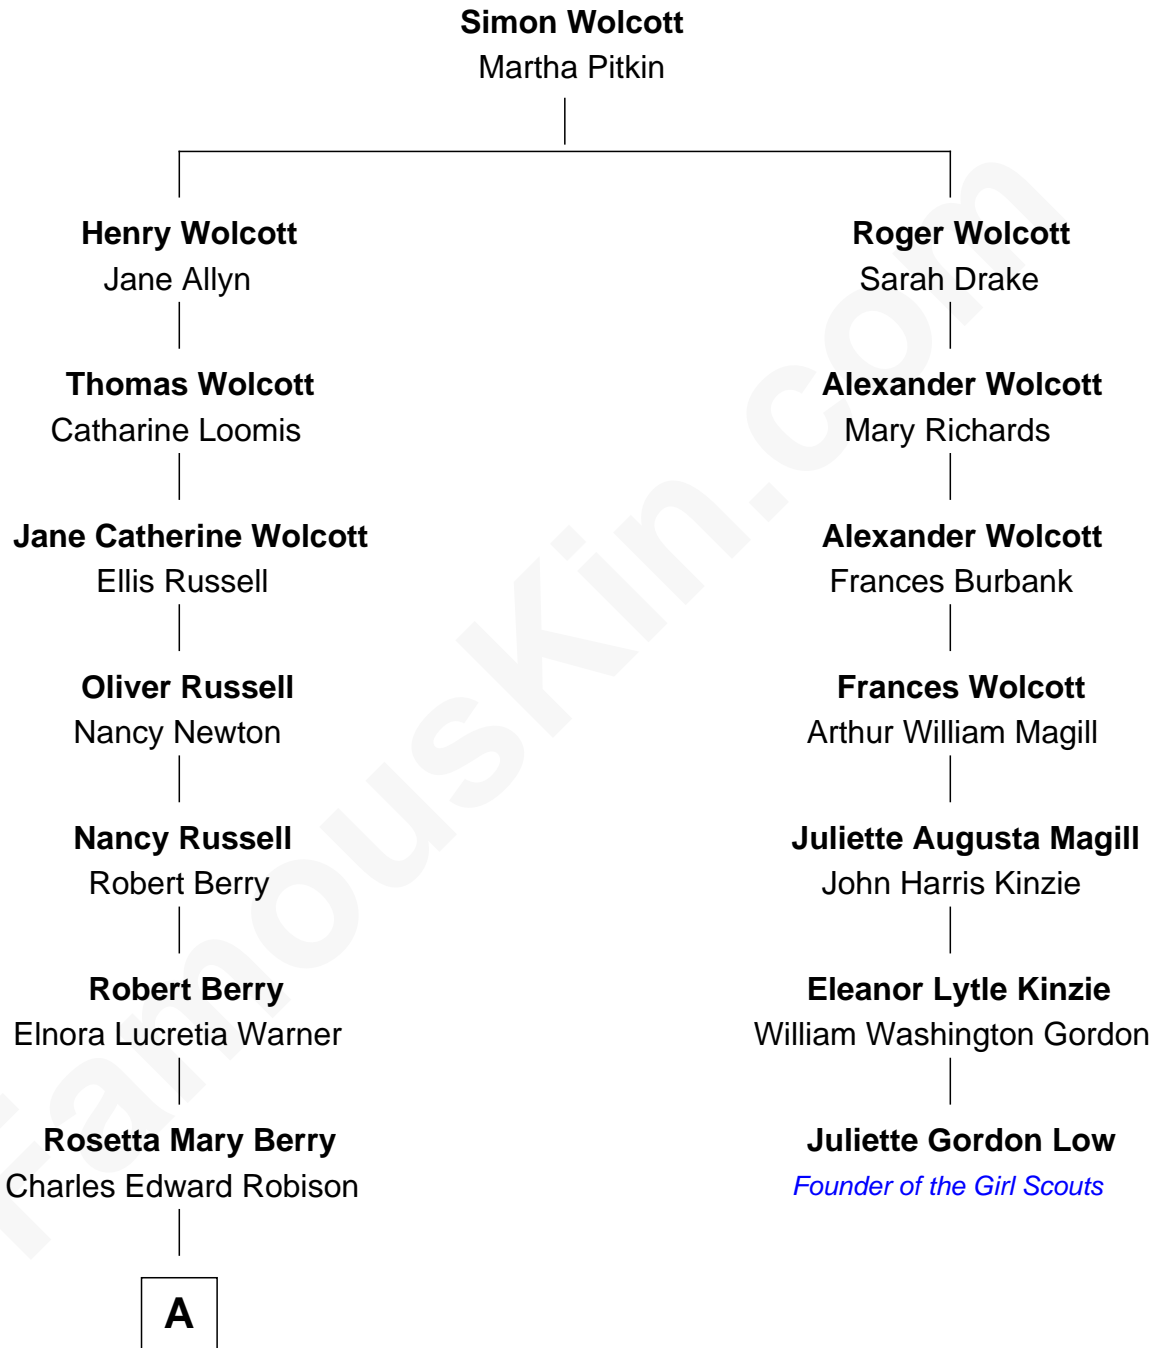 Simon Wolcott
Martha Pitkin
Henry Wolcott
Jane Allyn
Roger Wolcott
Sarah Drake
Thomas Wolcott
Catharine Loomis
Alexander Wolcott
Mary Richards
Jane Catherine Wolcott
Ellis Russell
Alexander Wolcott
Frances Burbank
Oliver Russell
Nancy Newton
Frances Wolcott
Arthur William Magill
Nancy Russell
Robert Berry
Juliette Augusta Magill
John Harris Kinzie
Robert Berry
Elnora Lucretia Warner
Eleanor Lytle Kinzie
William Washington Gordon
Rosetta Mary Berry
Charles Edward Robison
Juliette Gordon Low
Founder of the Girl Scouts
A
FamousKin.com